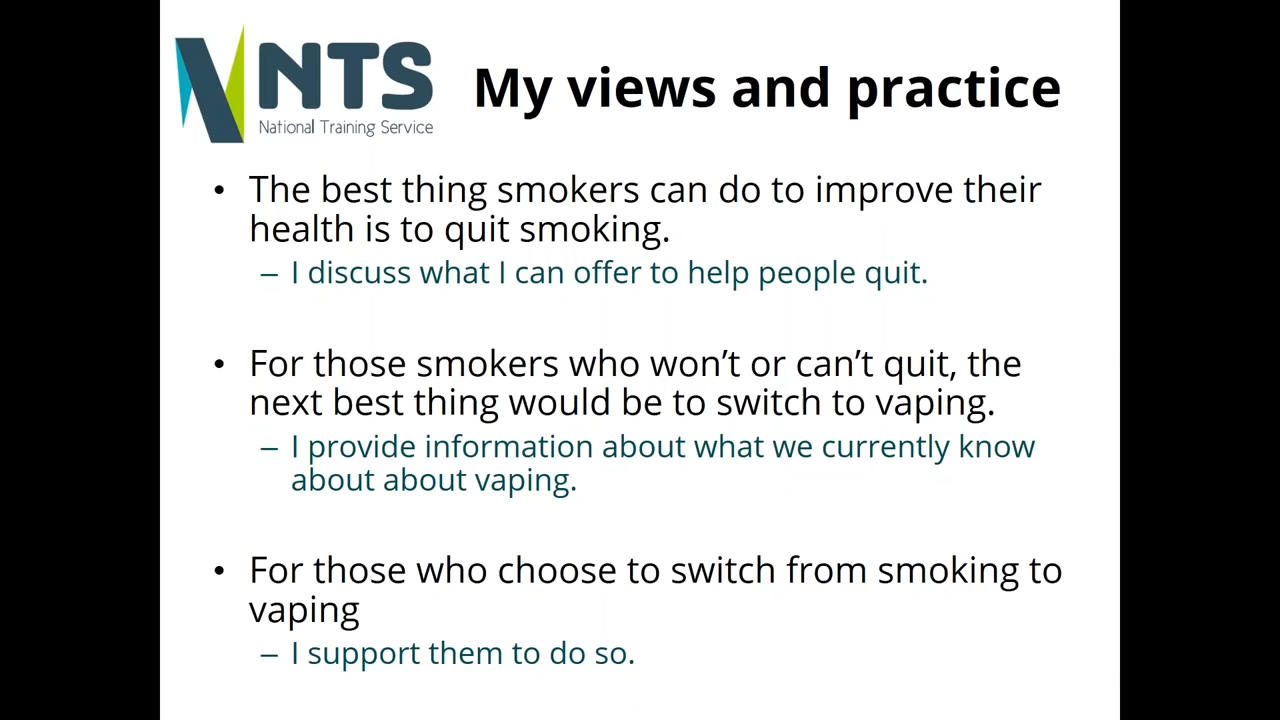 NTS
National Training Service
My views and practice
• The best thing smokers can do to improve their
health is to quit smoking.
– I discuss what I can offer to help people quit.
• For those smokers who won’t or can’t quit, the
next best thing would be to switch to vaping.
– I provide information about what we currently know
about about vaping.
• For those who choose to switch from smoking to
vaping
– I support them to do so.